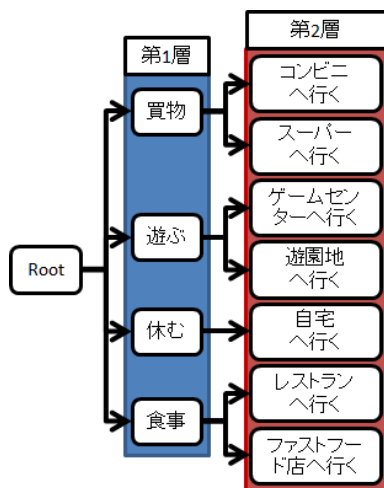 第2層
第1層
コンビニ
へ行く
買物
スーパー
へ行く
ゲームセン
ターへ行く
遊ぶ
遊園地
へ行く
Root
自宅
へ行く
休む
レストラン
へ行く
食事
ファストフー
ド店へ行く